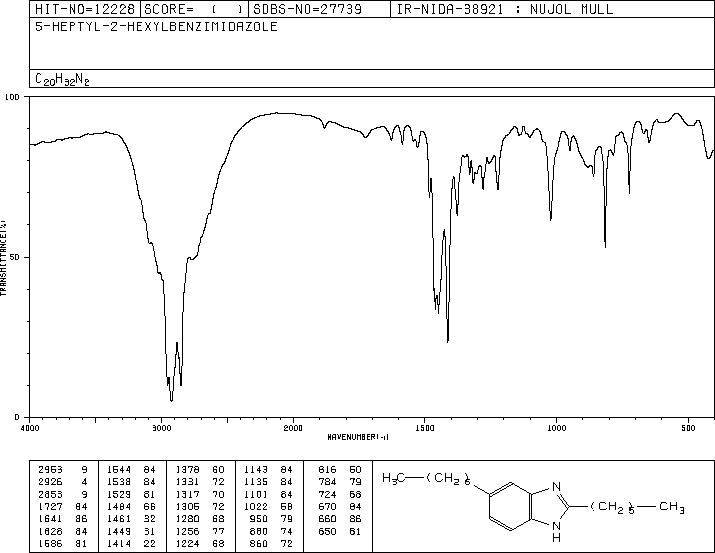 HIT-NO=12228 SCORE= ( ) SDBS-NO=27739 IR-NIDA-38921 : NUJOL MULL
5-HEPTYL-2-HEXYLBENZIMIDAZOLE
C20H32N2
100
50
0
TRANSMITTANCE(%)
4000 3000 2000 1500 1000 500
WAVENUMBER(-1)
2953 9 1544 84 1378 60 1143 84 816 50
2926 4 1538 84 1331 72 1135 84 784 79
2853 9 1529 81 1317 70 1101 84 724 68
1727 84 1484 66 1305 72 1022 58 670 84
1641 86 1461 32 1280 68 950 79 660 86
1628 84 1449 31 1256 77 880 74 650 81
1586 81 1414 22 1224 68 860 72
H3C (CH2)6
N
(CH2)5 CH3
N
H